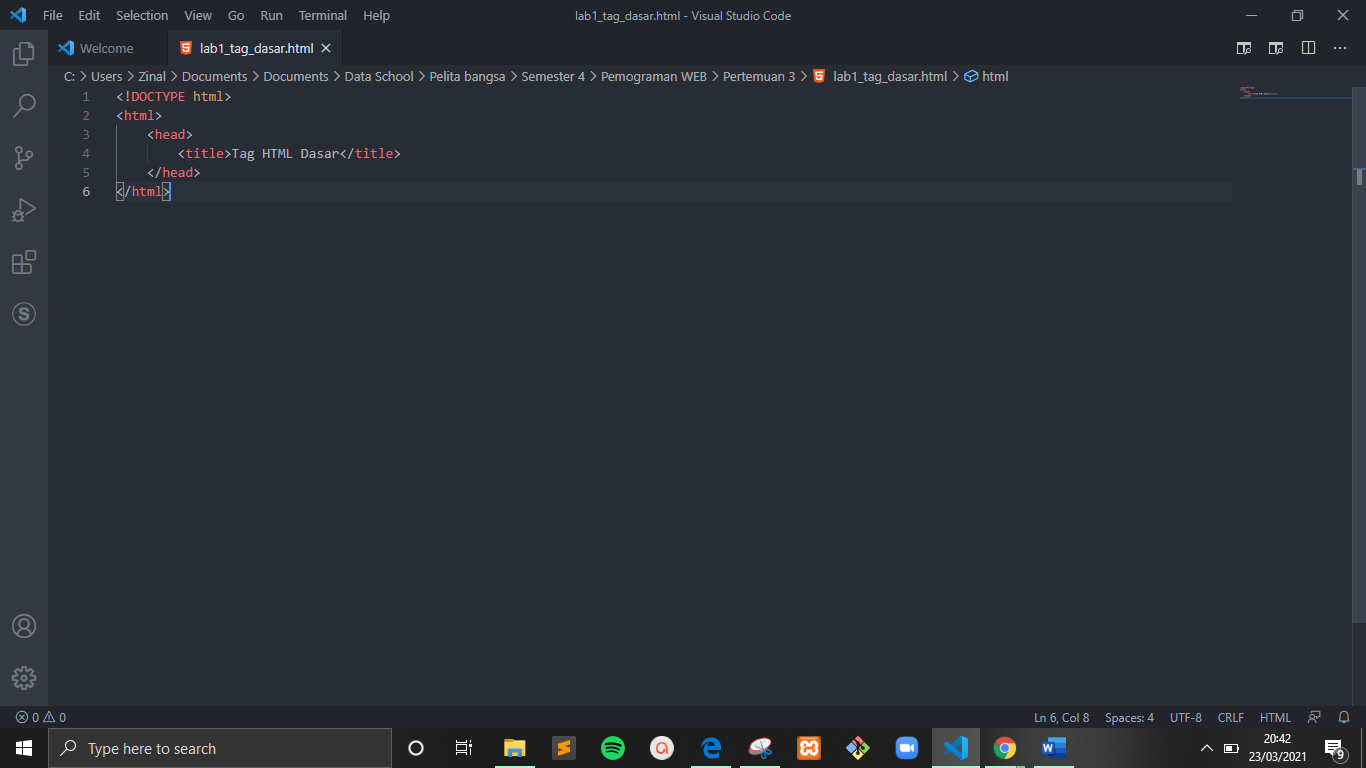 File Edit Selection View Go Run Terminal Help lab1_tag_dasar.html - Visual Studio Code
Welcome lab1_tag_dasar.html
C: > Users > Zinal > Documents > Documents > Data School > Pelita bangsa > Semester 4 > Pemograman WEB > Pertemuan 3 > lab1_tag_dasar.html > html
1 <!DOCTYPE html>
2 <html>
3 <head>
4 <title>Tag HTML Dasar</title>
5 </head>
6 </html>
0 0 Ln 6, Col 8 Spaces: 4 UTF-8 CRLF HTML
Type here to search
20:42
23/03/2021
9